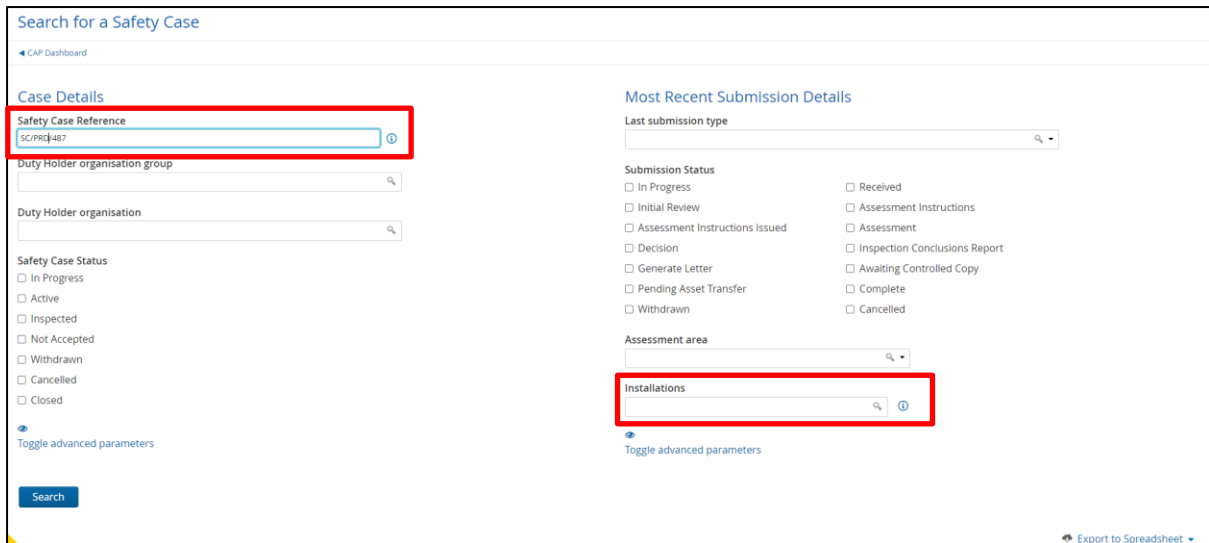 Search for a Safety Case
CAP Dashboard
Case Details
Safety Case Reference
SC/PRD/487
Duty Holder organisation group
Duty Holder organisation
Safety Case Status
In Progress
Active
Inspected
Not Accepted
Withdrawn
Cancelled
Closed
Toggle advanced parameters
Search
Most Recent Submission Details
Last submission type
Submission Status
In Progress
Received
Initial Review
Assessment Instructions
Assessment Instructions Issued
Assessment
Decision
Inspection Conclusions Report
Generate Letter
Awaiting Controlled Copy
Pending Asset Transfer
Complete
Withdrawn
Cancelled
Assessment area
Installations
Toggle advanced parameters
Export to Spreadsheet